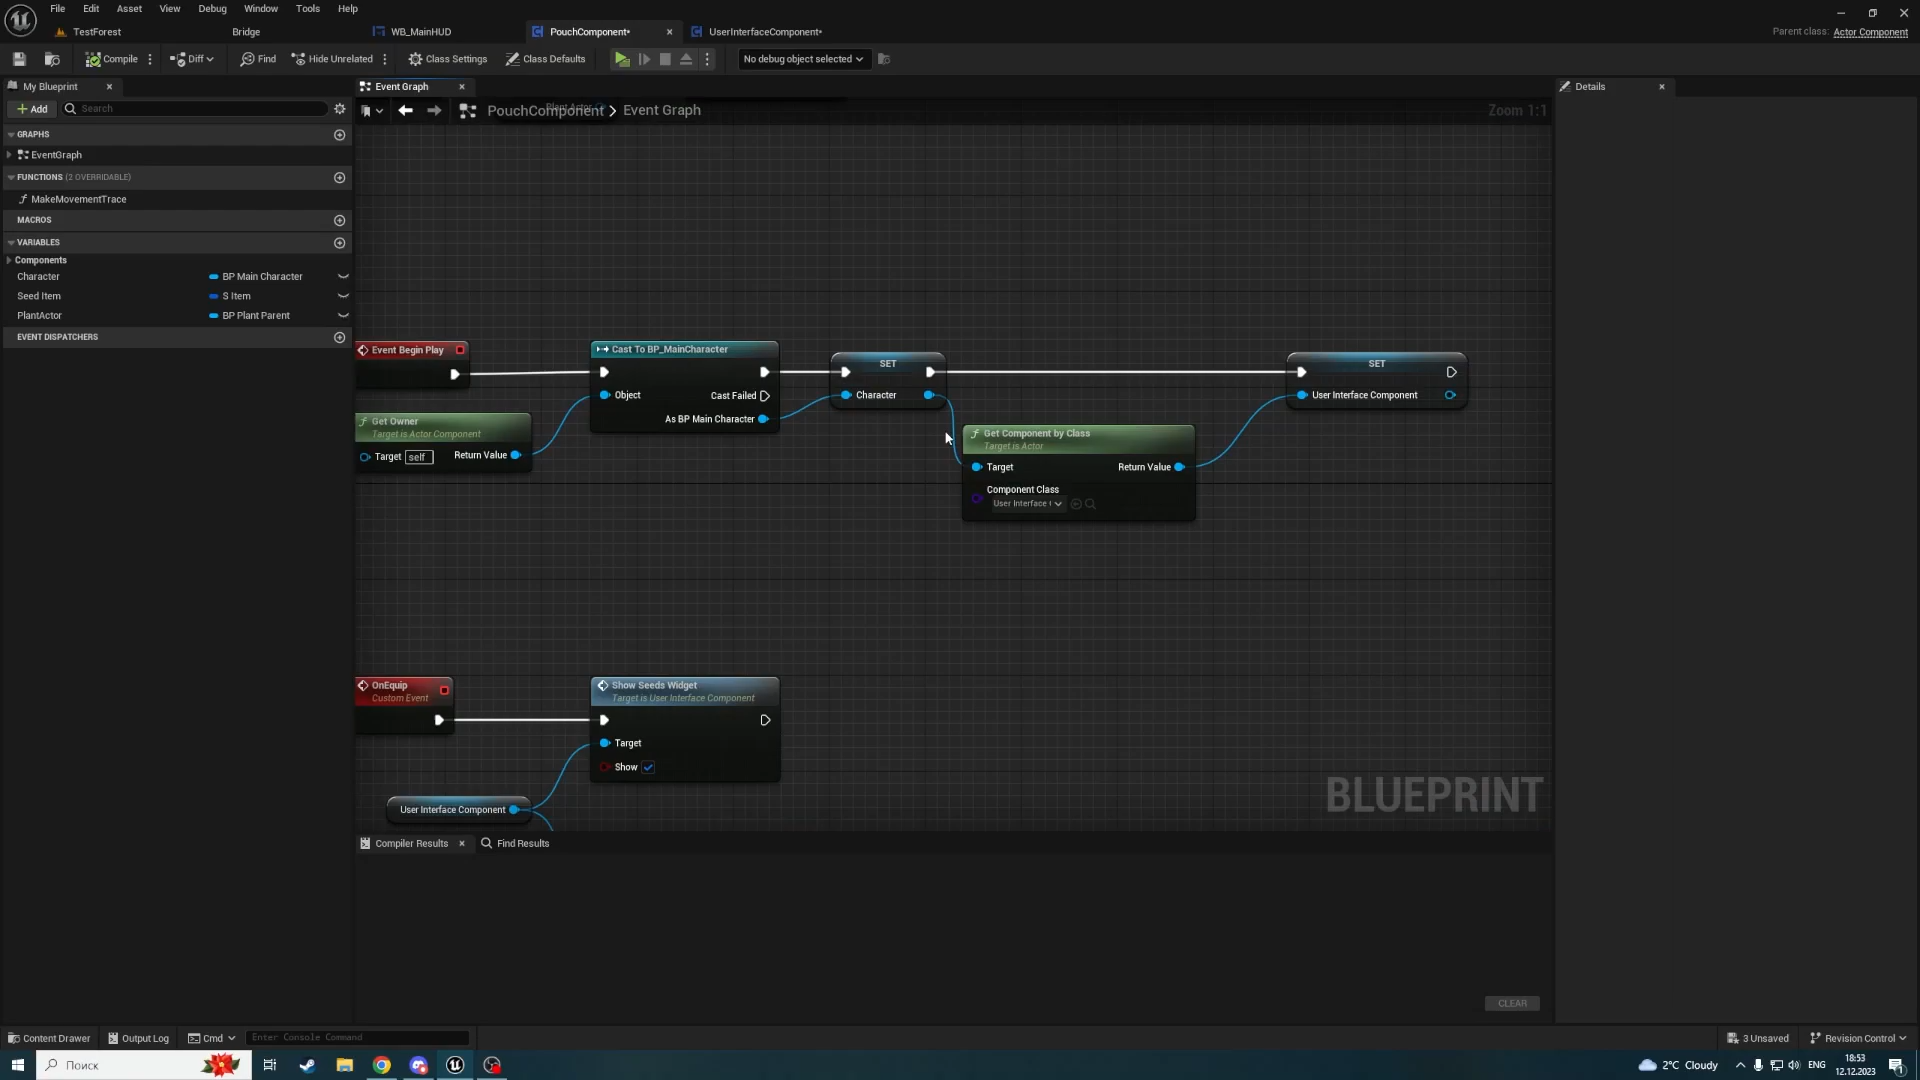 File Edit Asset View Debug Window Tools Help
TestForest Bridge WB_MainHUD PouchComponent* UserInterfaceComponent*
Parent class: Actor Component
Compile Diff Find Hide Unrelated Class Settings Class Defaults No debug object selected
My Blueprint Event Graph Details
Add Search
PouchComponent > Event Graph Zoom 1:1
GRAPHS
EventGraph
FUNCTIONS (2 OVERRIDABLE)
MakeMovementTrace
MACROS
VARIABLES
Components
Character BP Main Character
Seed Item S Item
PlantActor BP Plant Parent
EVENT DISPATCHERS
Event Begin Play
Get Owner
Target is Actor Component
Target self Return Value
Cast To BP_MainCharacter
Object Cast Failed
As BP Main Character
SET
Character
Get Component by Class
Target is Actor
Target Return Value
Component Class
User Interface
SET
User Interface Component
OnEquip
Custom Event
Show Seeds Widget
Target is User Interface Component
Target
Show
User Interface Component
BLUEPRINT
Compiler Results Find Results
CLEAR
Content Drawer Output Log Cmd Enter Console Command 3 Unsaved Revision Control
Поиск 2°C Cloudy ENG 18:53
12.12.2023